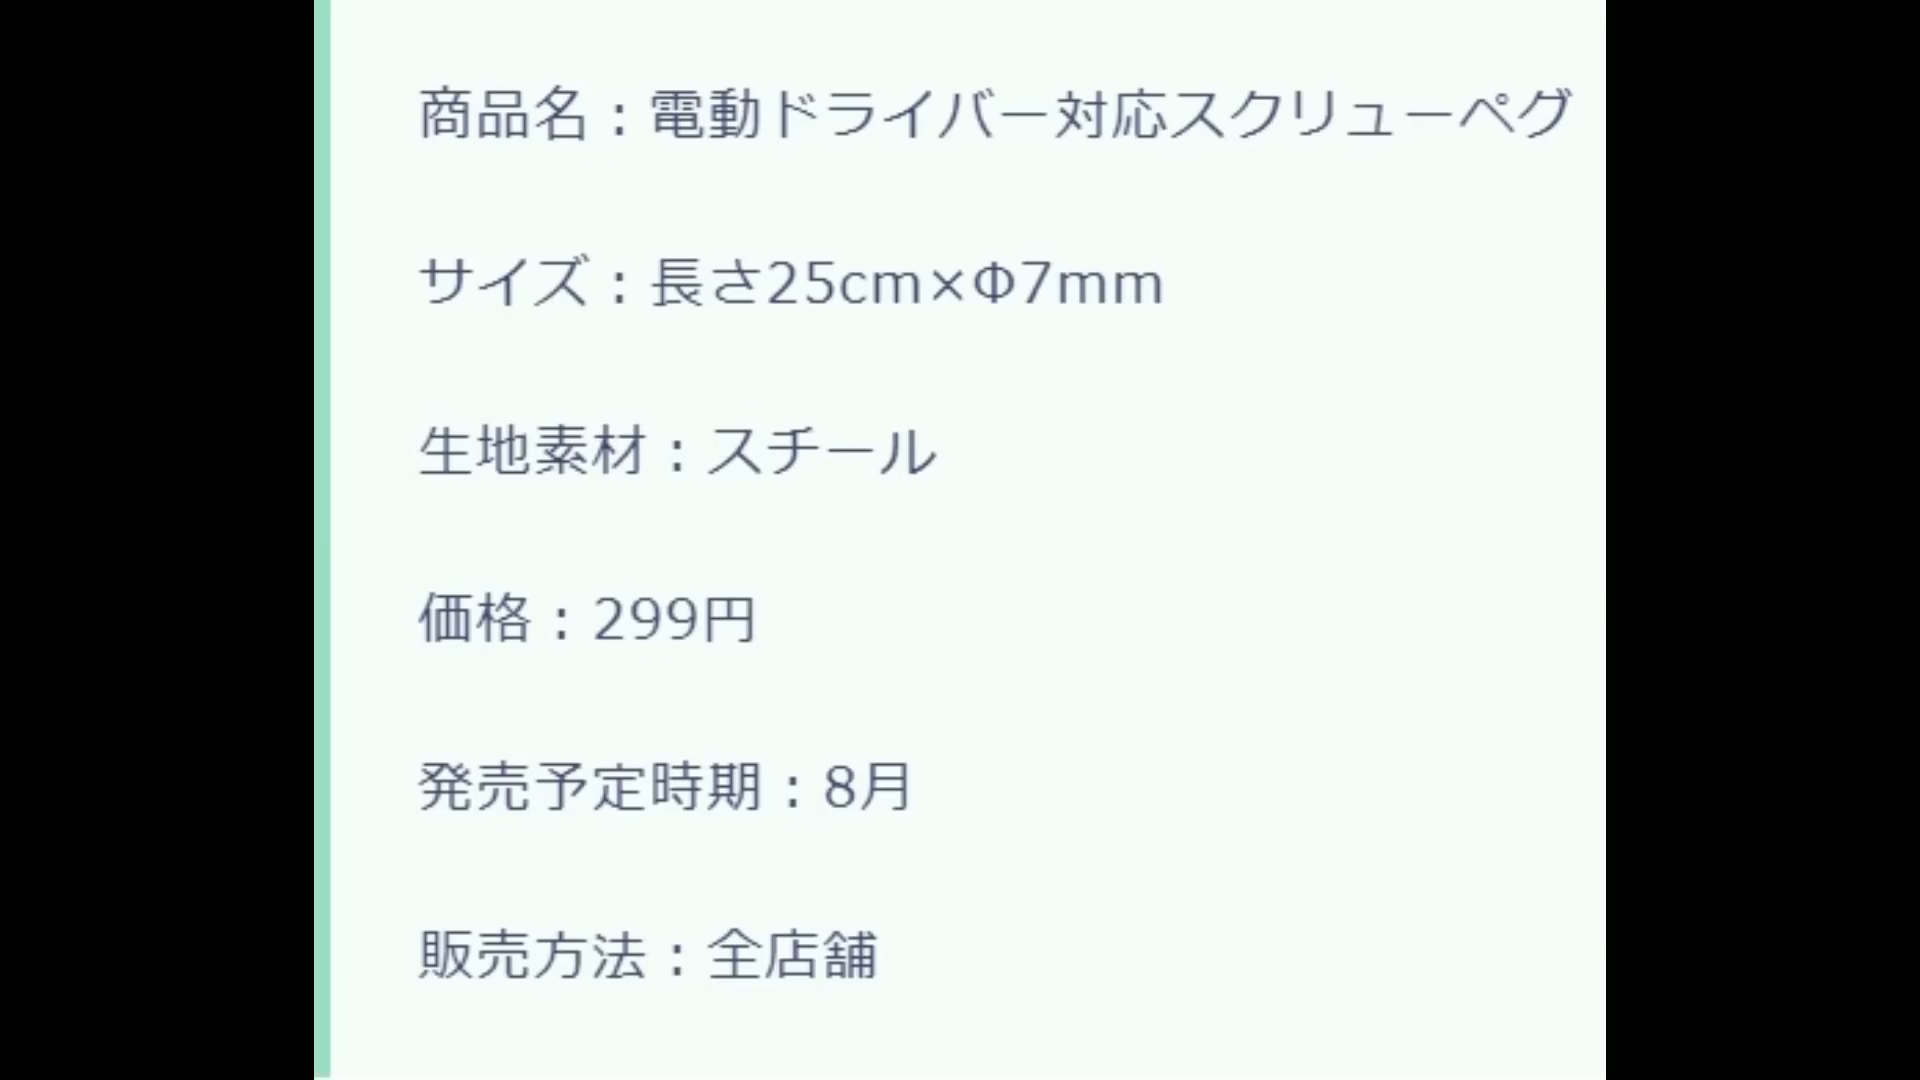 商品名：電動ドライバー対応スクリューペグ
サイズ：長さ25cm×Φ7mm
生地素材：スチール
価格：299円
発売予定時期：8月
販売方法：全店舗